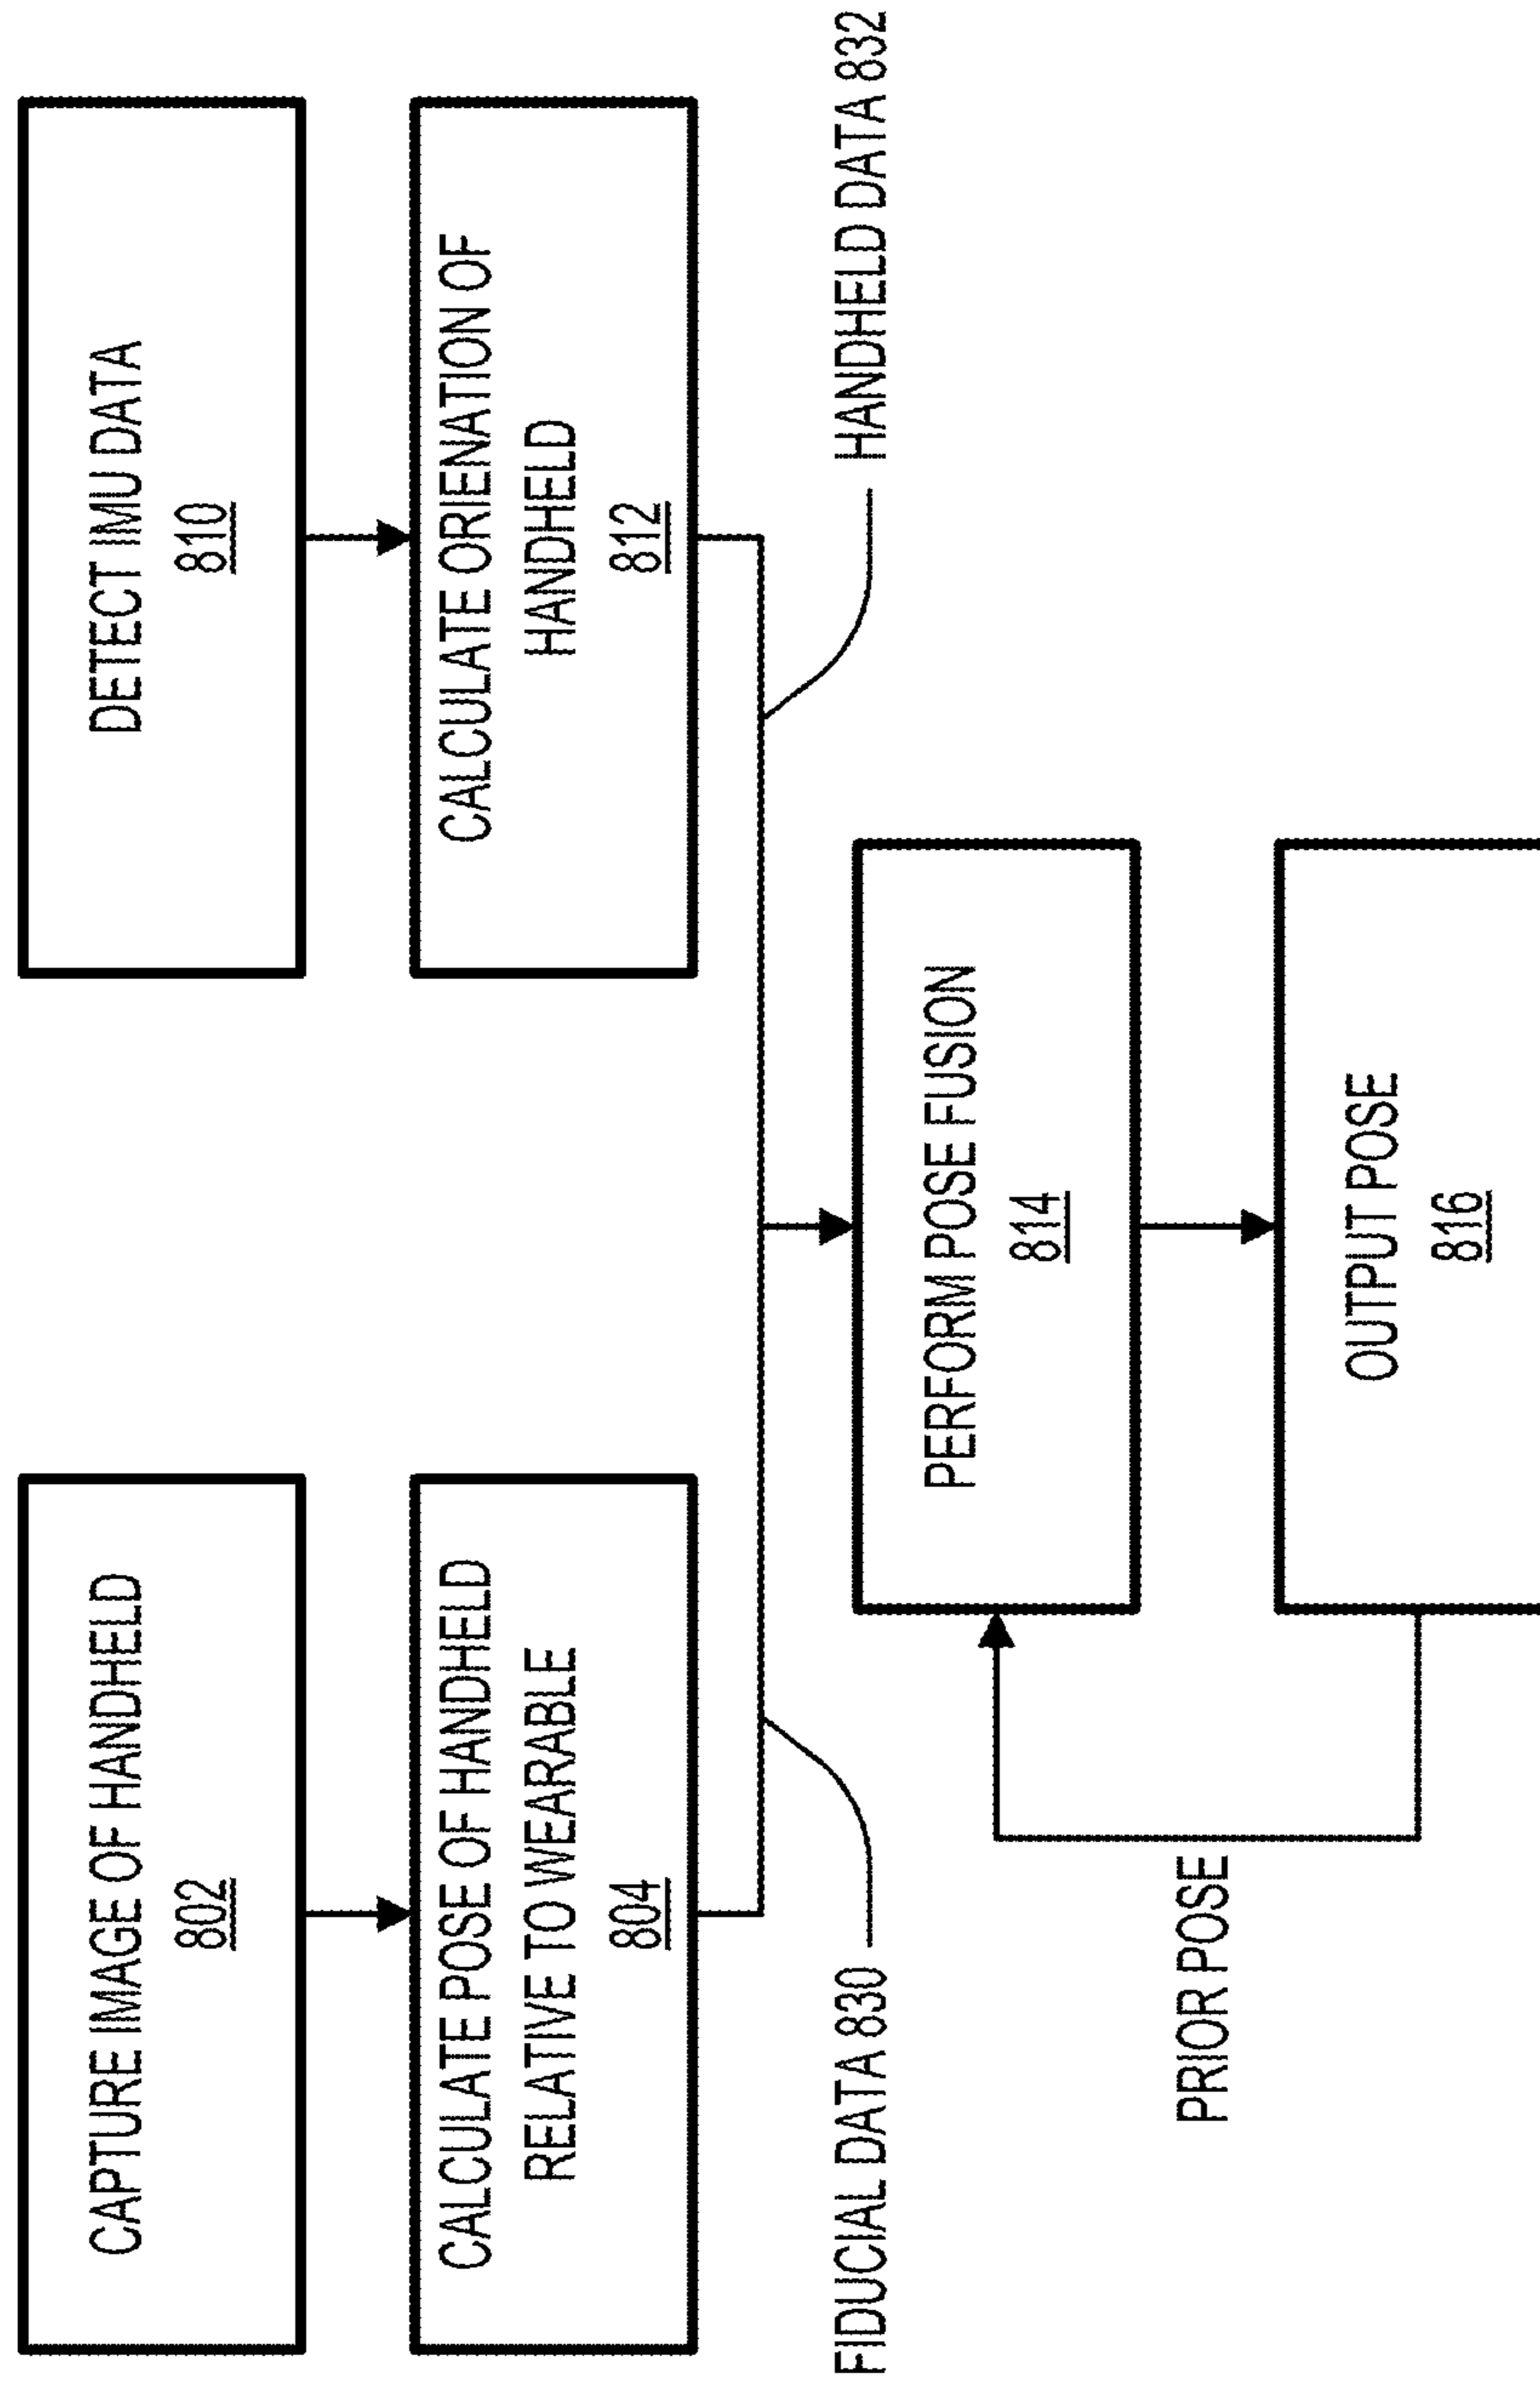 CAPTURE IMAGE OF HANDHELD
802
DETECT IMU DATA
810
CALCULATE POSE OF HANDHELD
RELATIVE TO WEARABLE
804
CALCULATE ORIENATION OF
HANDHELD
812
FIDUCIAL DATA 830
HANDHELD DATA 832
PERFORM POSE FUSION
814
PRIOR POSE
OUTPUT POSE
816